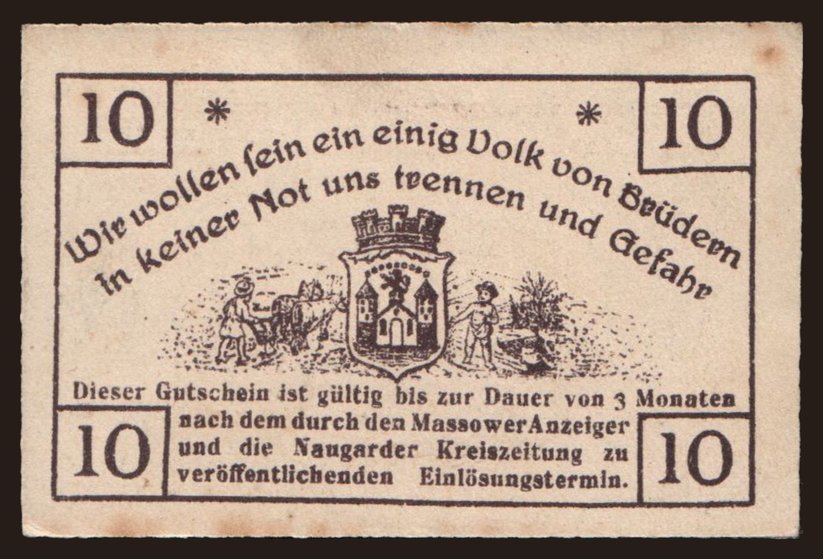 10 * * 10
Wir wollen sein ein einig Volk von Brüdern
in keiner Not uns trennen und Gefahr
Dieser Gutschein ist gültig bis zur Dauer von 3 Monaten
nach dem durch den Massower Anzeiger
und die Naugarder Kreiszeitung zu
veröffentlichenden Einlösungstermin.
10 10